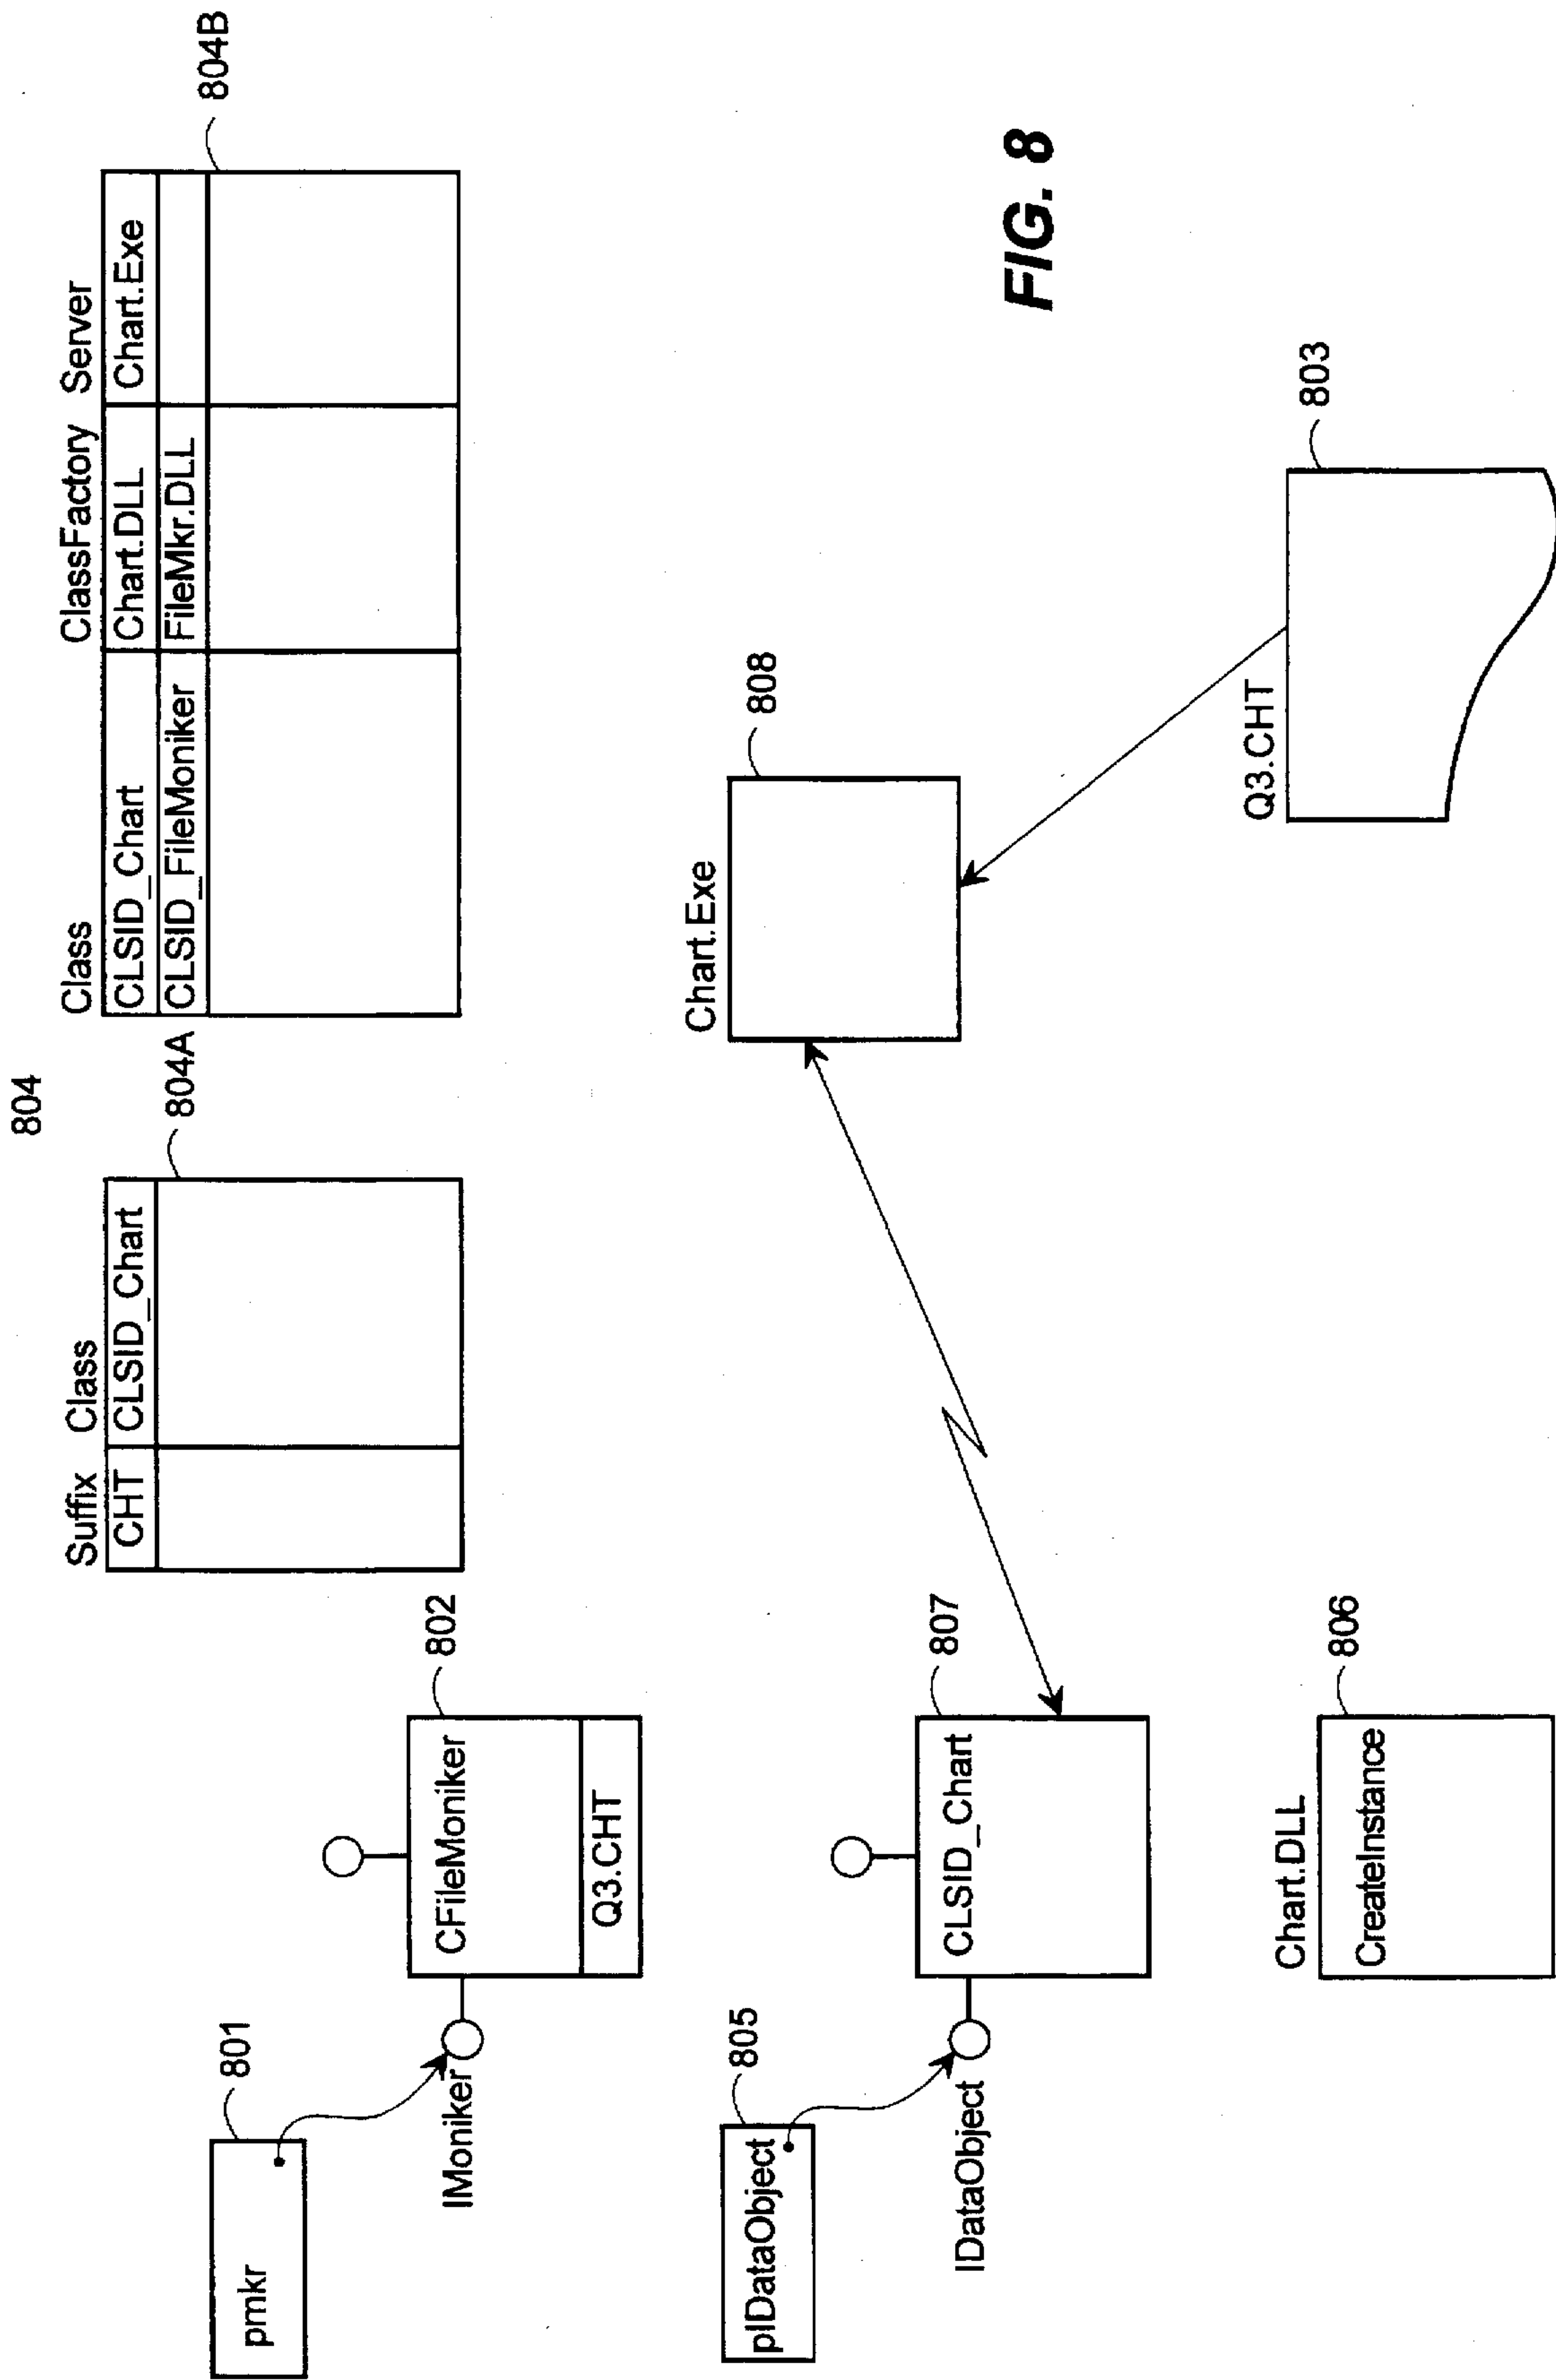 804
Suffix Class
CHT CLSID_Chart
804A
Class ClassFactory Server
CLSID_Chart Chart.DLL Chart.Exe
CLSID_FileMoniker FileMkr.DLL
804B
pmkr
801
IMoniker
CFileMoniker
Q3.CHT
802
pIDataObject
805
IDataObject
CLSID_Chart
807
Chart.Exe
808
Chart.DLL
CreateInstance
806
Q3.CHT
803
FIG. 8